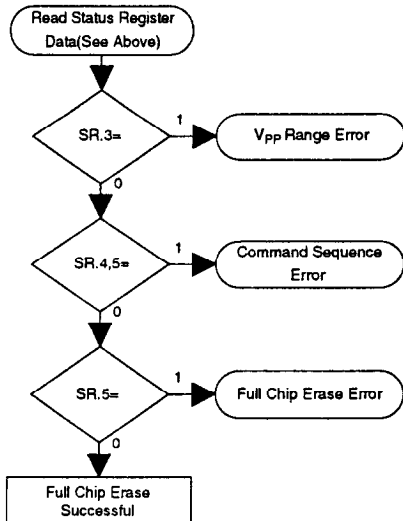 Read Status Register
Data(See Above)
SR.3=
1
VPP Range Error
0
SR.4,5=
1
Command Sequence
Error
0
SR.5=
1
Full Chip Erase Error
0
Full Chip Erase
Successful